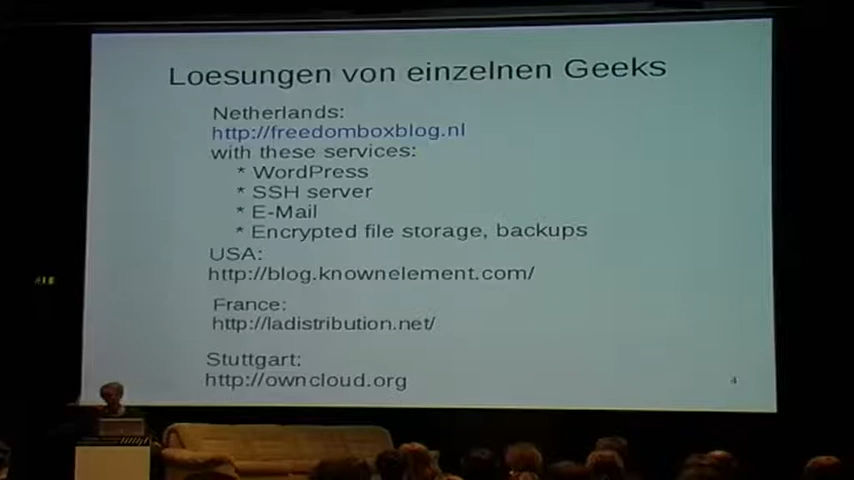 Loesungen von einzelnen Geeks
Netherlands:
http://freedomboxblog.nl
with these services:
* WordPress
* SSH server
* E-Mail
* Encrypted file storage, backups
USA:
http://blog.knownelement.com/
France:
http://ladistribution.net/
Stuttgart:
http://owncloud.org
4